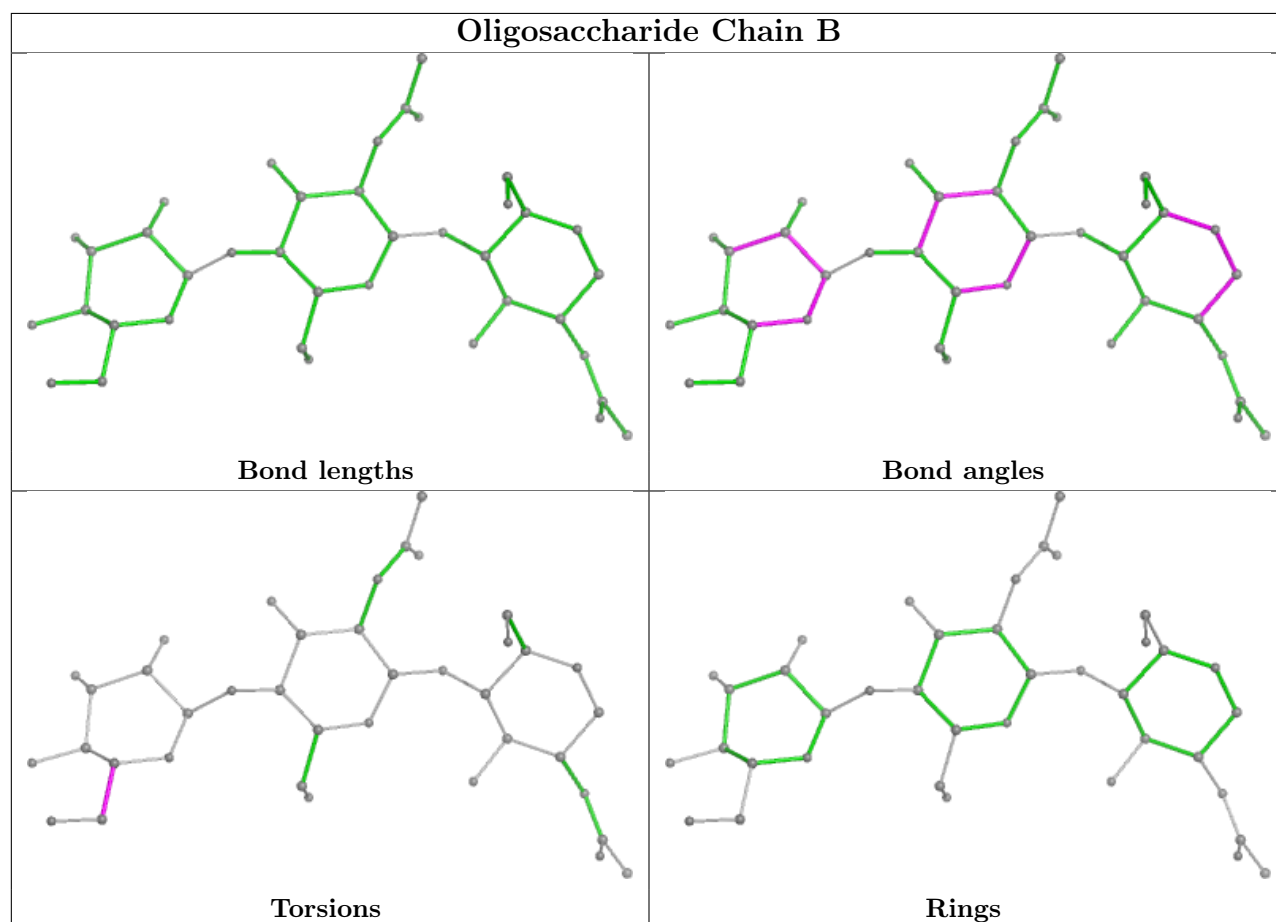 Oligosaccharide Chain B
Bond lengths
Bond angles
Torsions
Rings